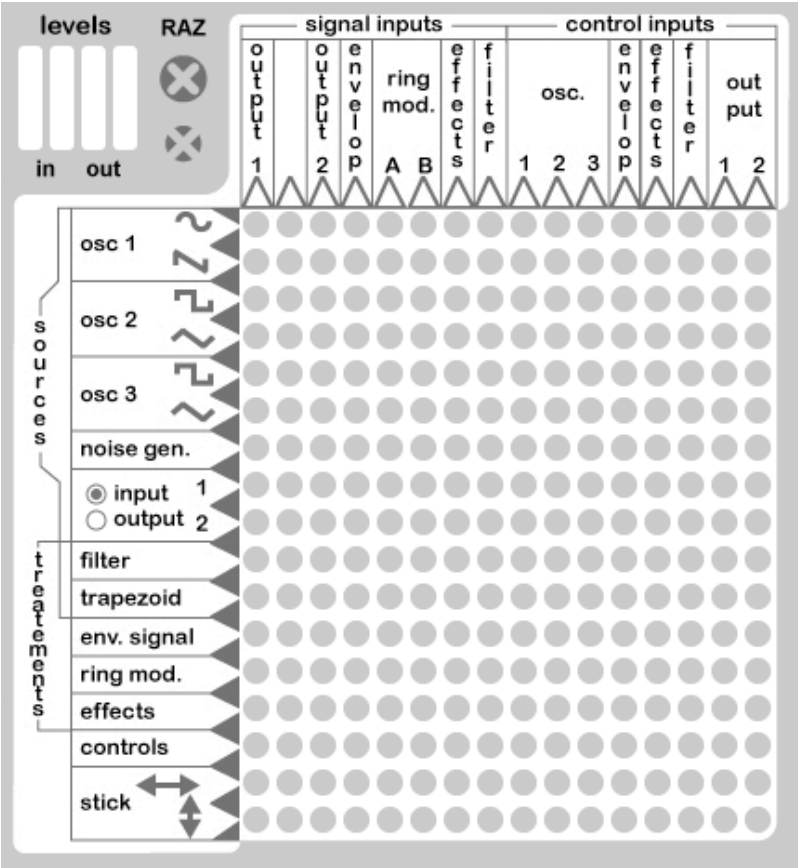 levels
RAZ
in out
signal inputs
control inputs
output 1
output 2
envelop
ring
mod.
A B
effects
filter
osc.
1 2 3
envelop
effects
filter
out
put
1 2
sources
osc 1
osc 2
osc 3
noise gen.
input 1
output 2
treatements
filter
trapezoid
env. signal
ring mod.
effects
controls
stick